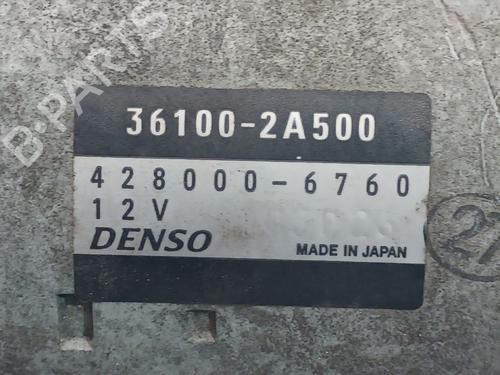 B-PARTS
36100-2A500
428000-6760
12V
DENSO
MADE IN JAPAN